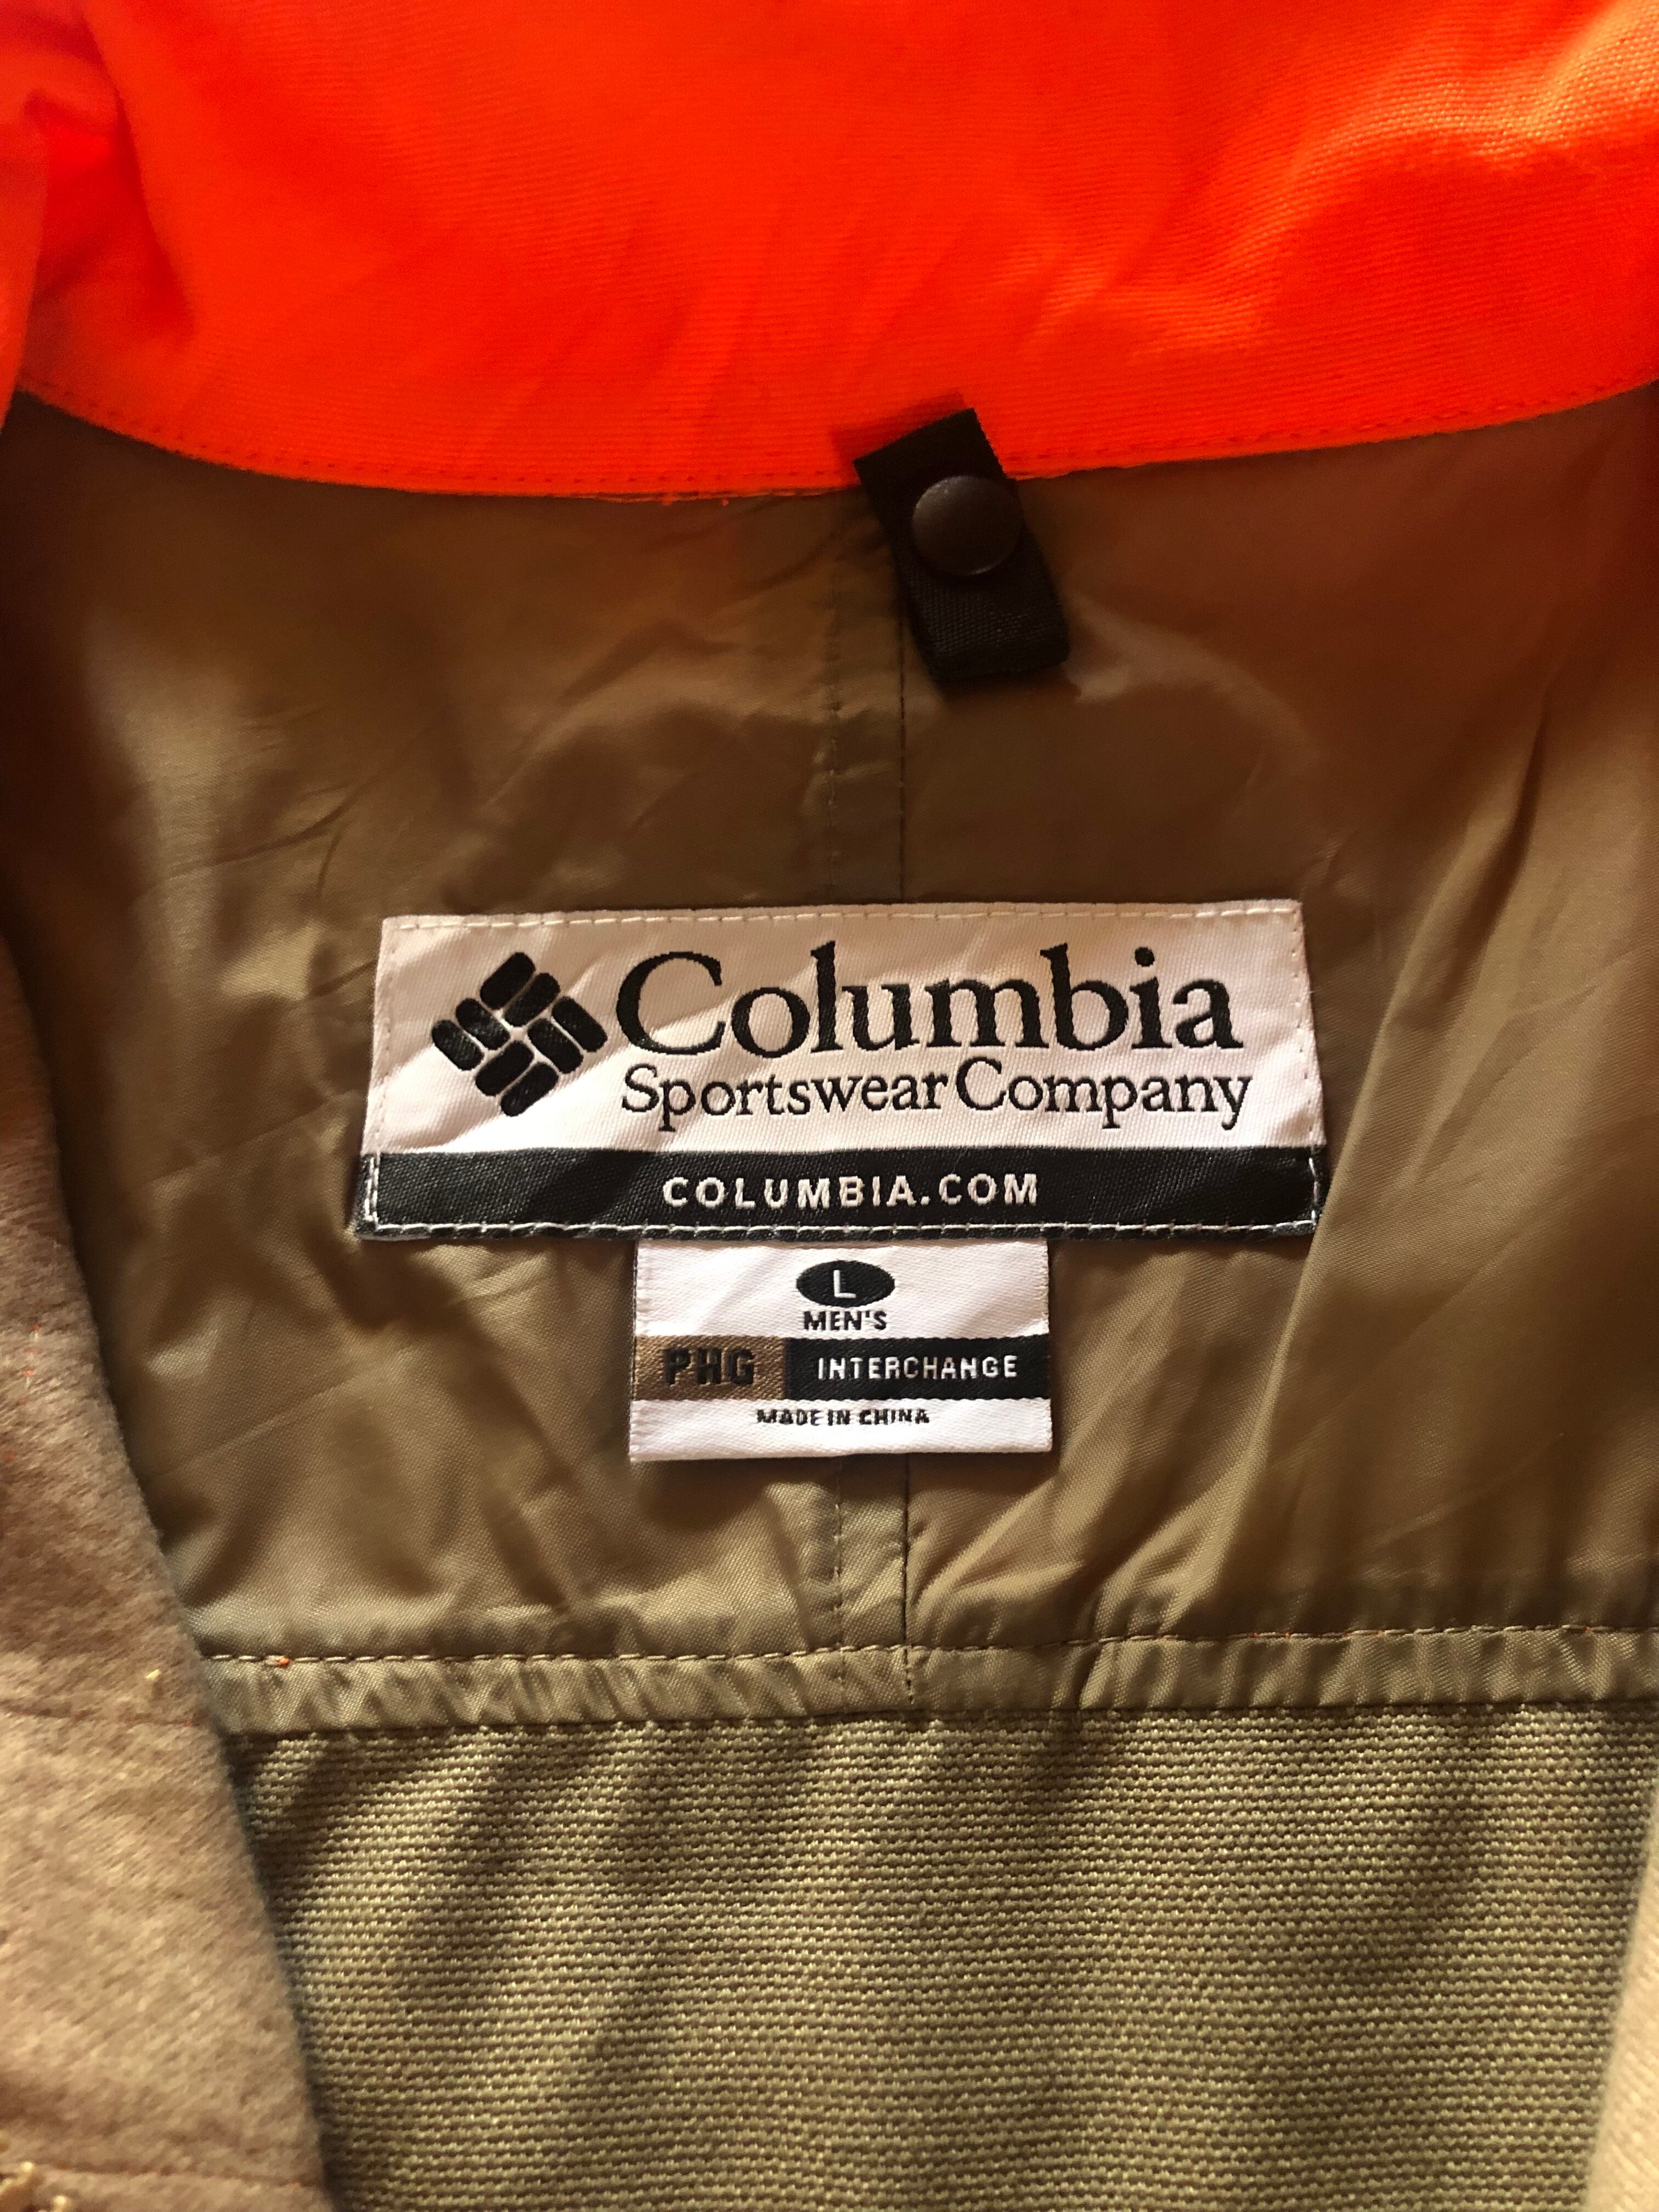 Columbia
Sportswear Company
COLUMBIA.COM
L
MEN'S
PHG INTERCHANGE
MADE IN CHINA